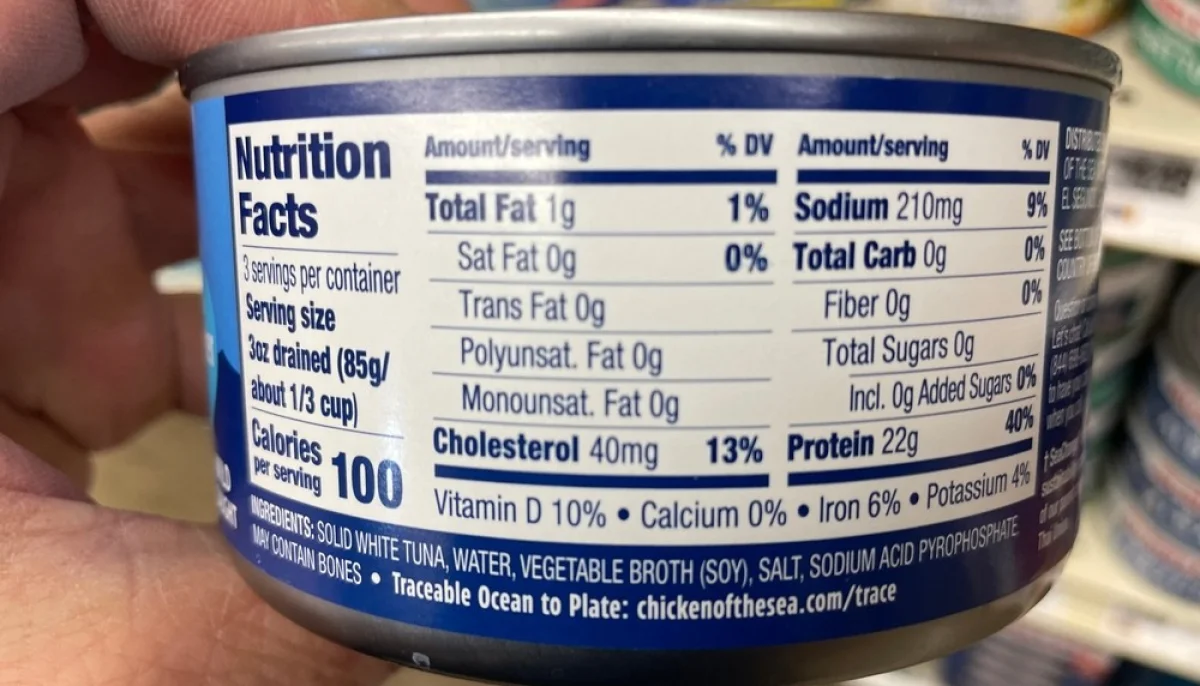 Nutrition
Facts
3 servings per container
Serving size
3oz drained (85g/
about 1/3 cup)
Calories 100
per serving
Amount/serving % DV
Total Fat 1g 1%
Sat Fat 0g 0%
Trans Fat 0g
Polyunsat. Fat 0g
Monounsat. Fat 0g
Cholesterol 40mg 13%
Amount/serving % DV
Sodium 210mg 9%
Total Carb 0g 0%
Fiber 0g 0%
Total Sugars 0g
Incl. 0g Added Sugars 0%
Protein 22g 40%
Vitamin D 10% • Calcium 0% • Iron 6% • Potassium 4%
INGREDIENTS: SOLID WHITE TUNA, WATER, VEGETABLE BROTH (SOY), SALT, SODIUM ACID PYROPHOSPHATE.
MAY CONTAIN BONES • Traceable Ocean to Plate: chickenofthesea.com/trace
OF THE
SEE